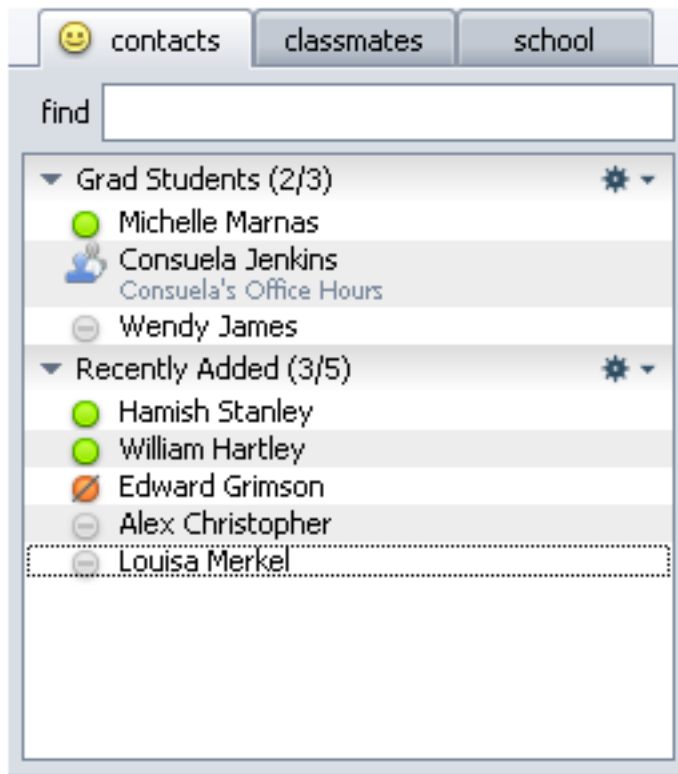 contacts classmates school
find
Grad Students (2/3)
Michelle Marnas
Consuela Jenkins
Consuela's Office Hours
Wendy James
Recently Added (3/5)
Hamish Stanley
William Hartley
Edward Grimson
Alex Christopher
Louisa Merkel